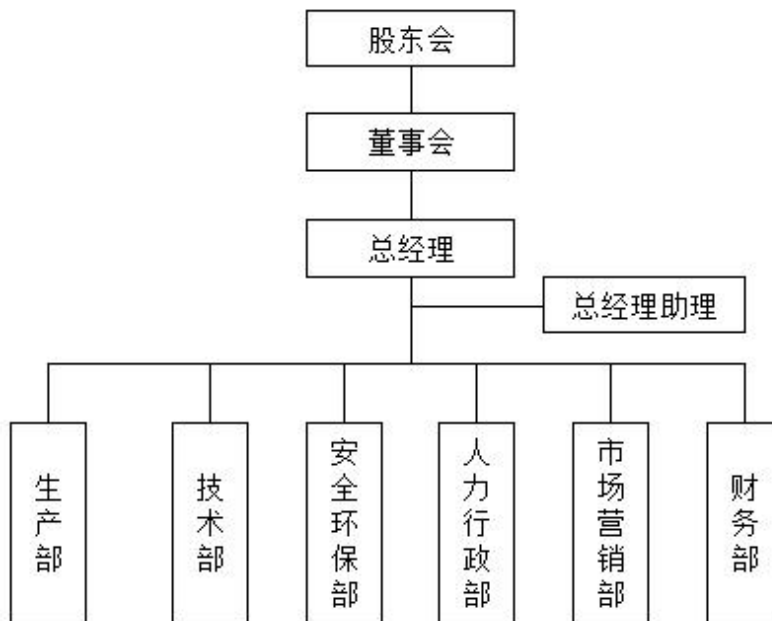 股东会
董事会
总经理
总经理助理
生产部
技术部
安全环保部
人力行政部
市场营销部
财务部